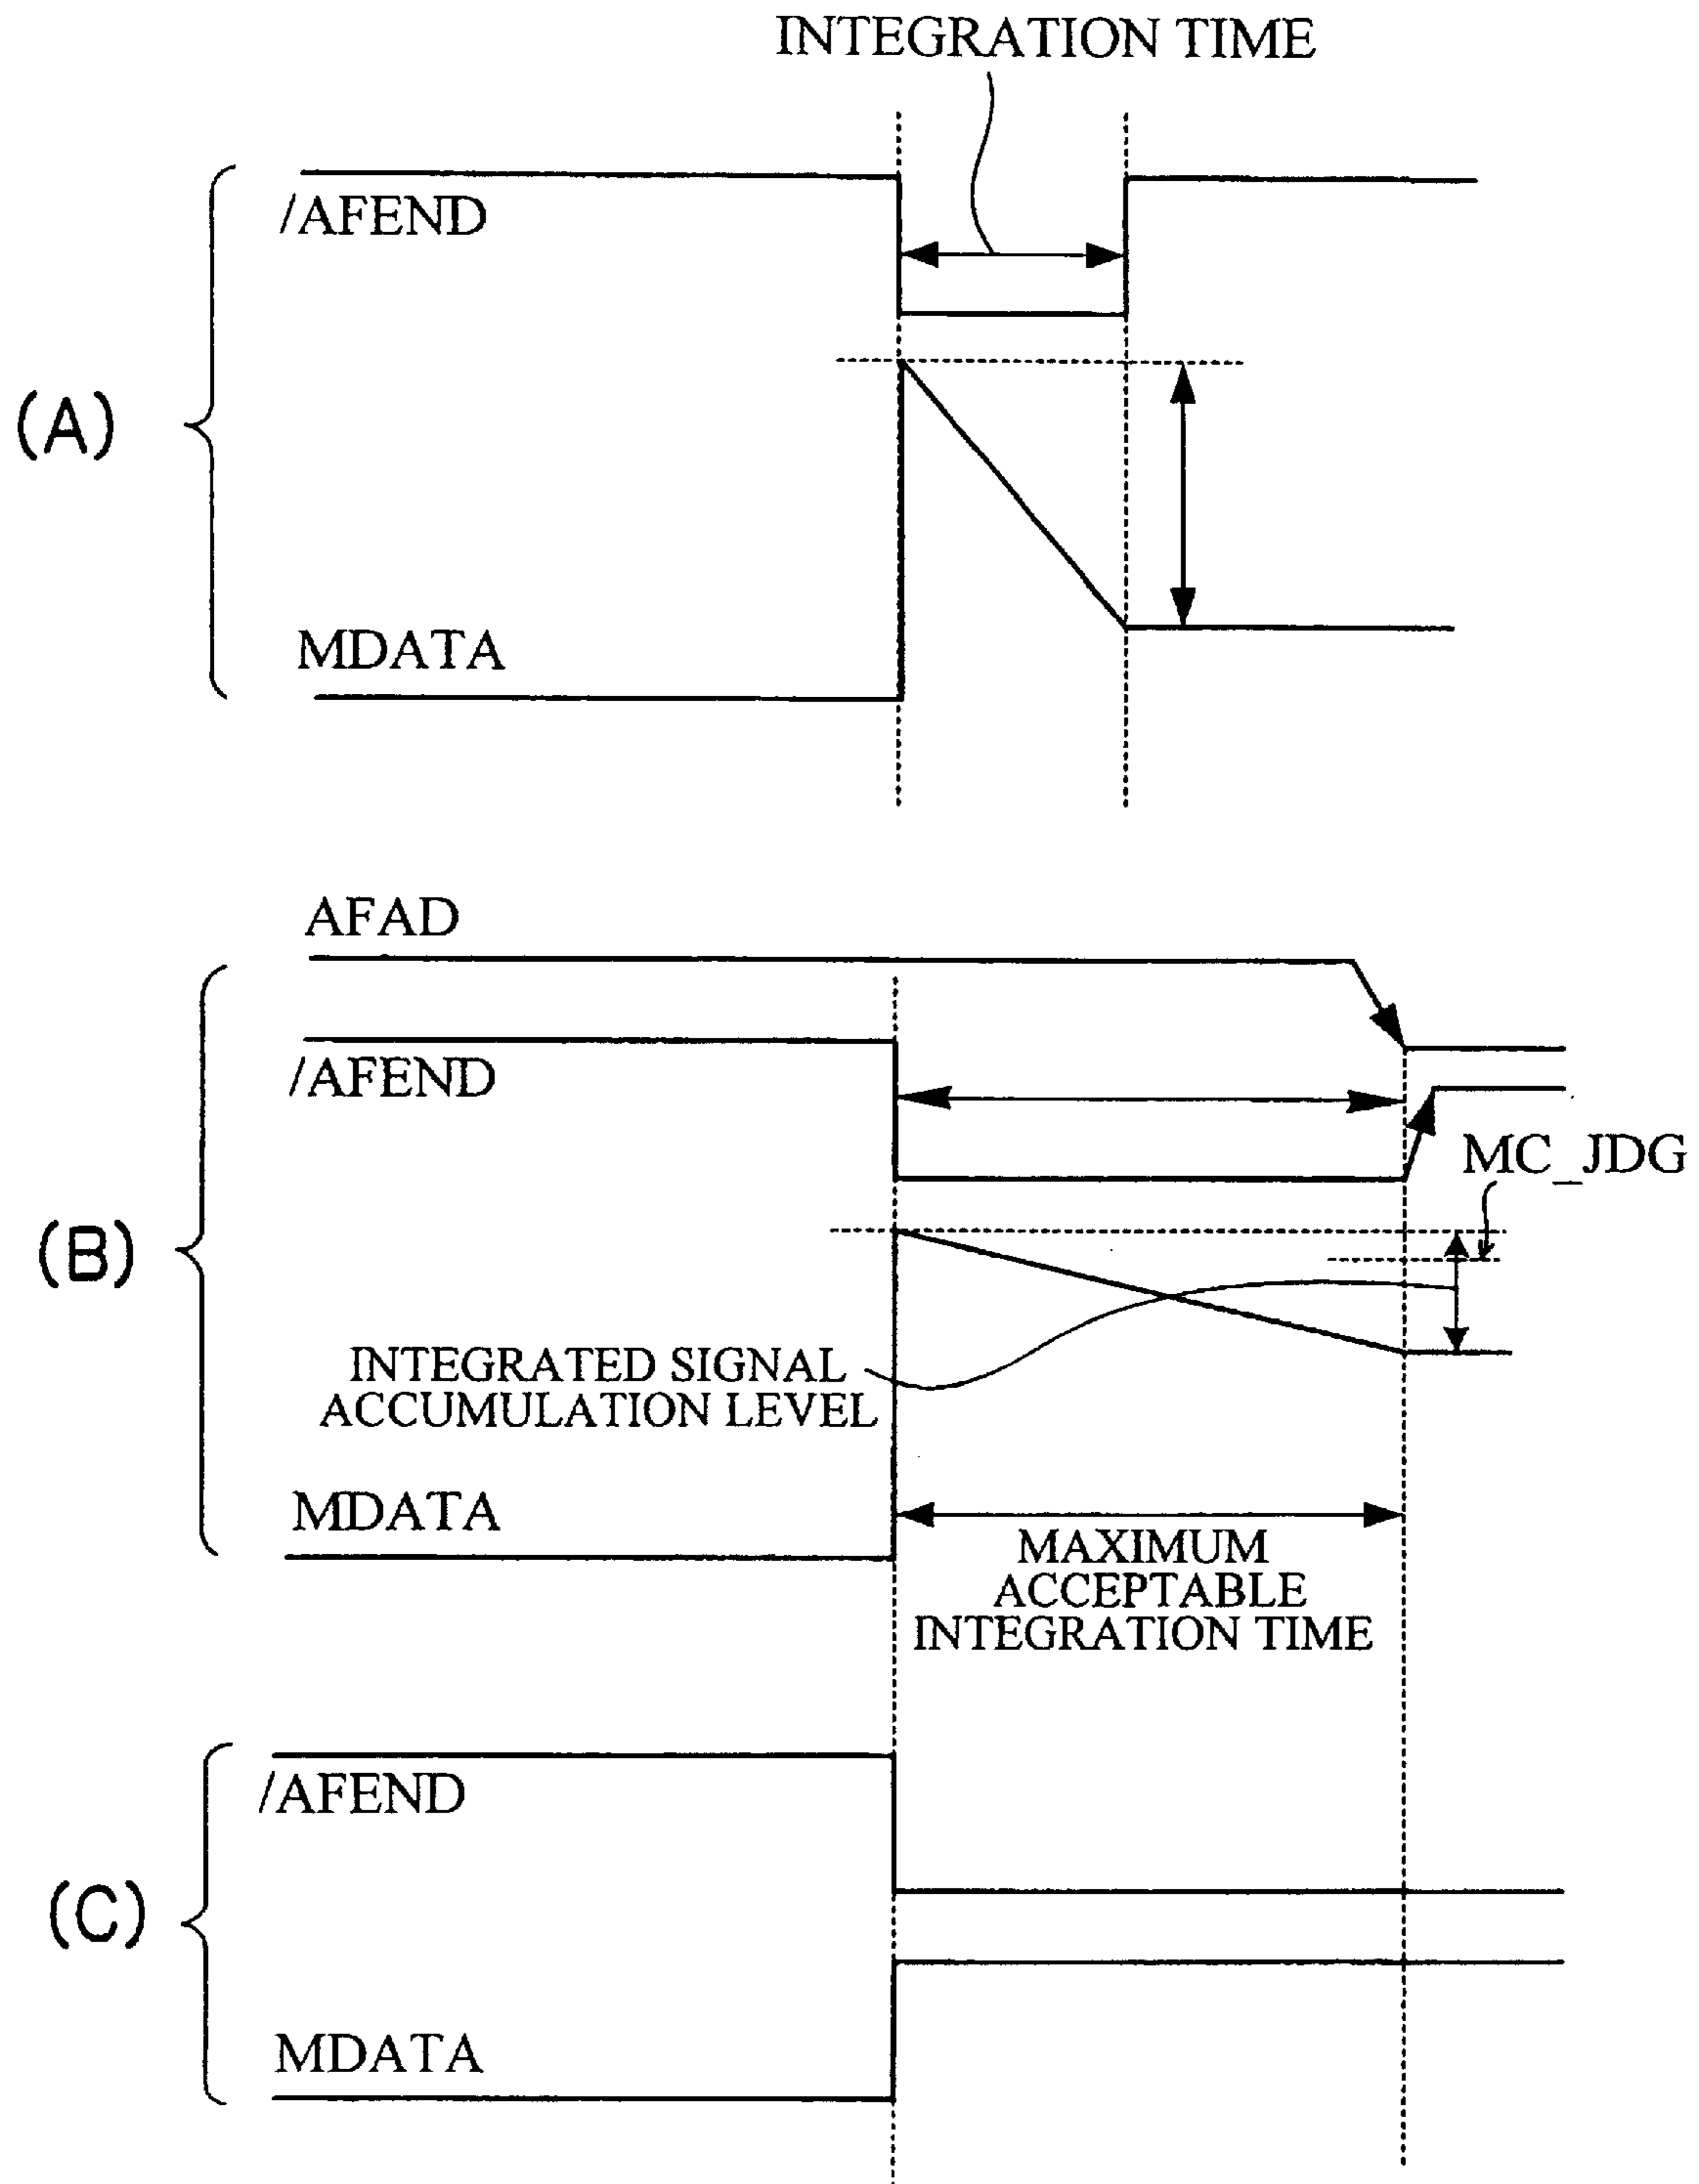 INTEGRATION TIME
/AFEND
(A)
MDATA
AFAD
/AFEND
MC_JDG
(B)
INTEGRATED SIGNAL
ACCUMULATION LEVEL
MDATA
MAXIMUM
ACCEPTABLE
INTEGRATION TIME
/AFEND
(C)
MDATA